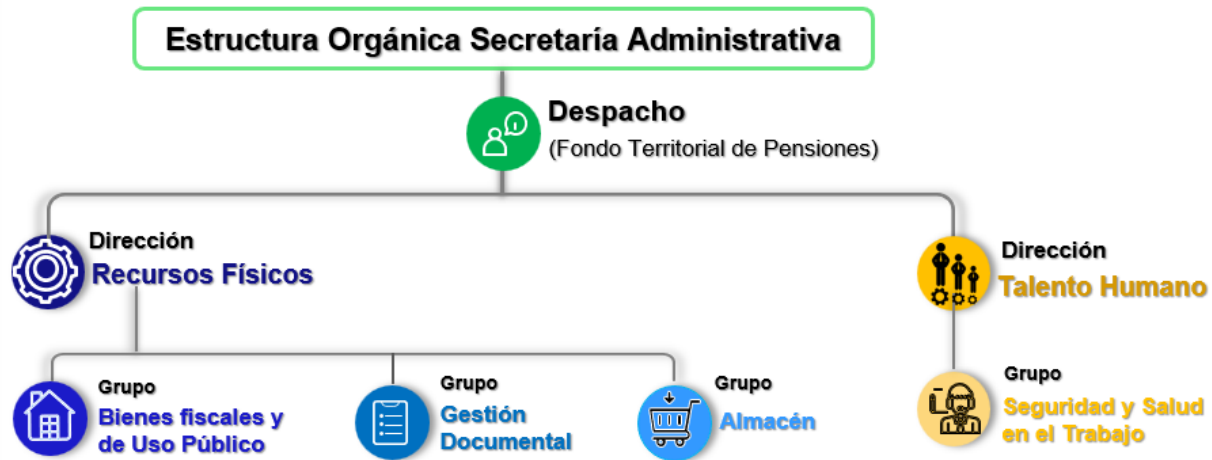 Estructura Orgánica Secretaría Administrativa
Despacho
(Fondo Territorial de Pensiones)
Dirección
Recursos Físicos
Dirección
Talento Humano
Grupo
Bienes fiscales y
de Uso Público
Grupo
Gestión
Documental
Grupo
Almacén
Grupo
Seguridad y Salud
en el Trabajo